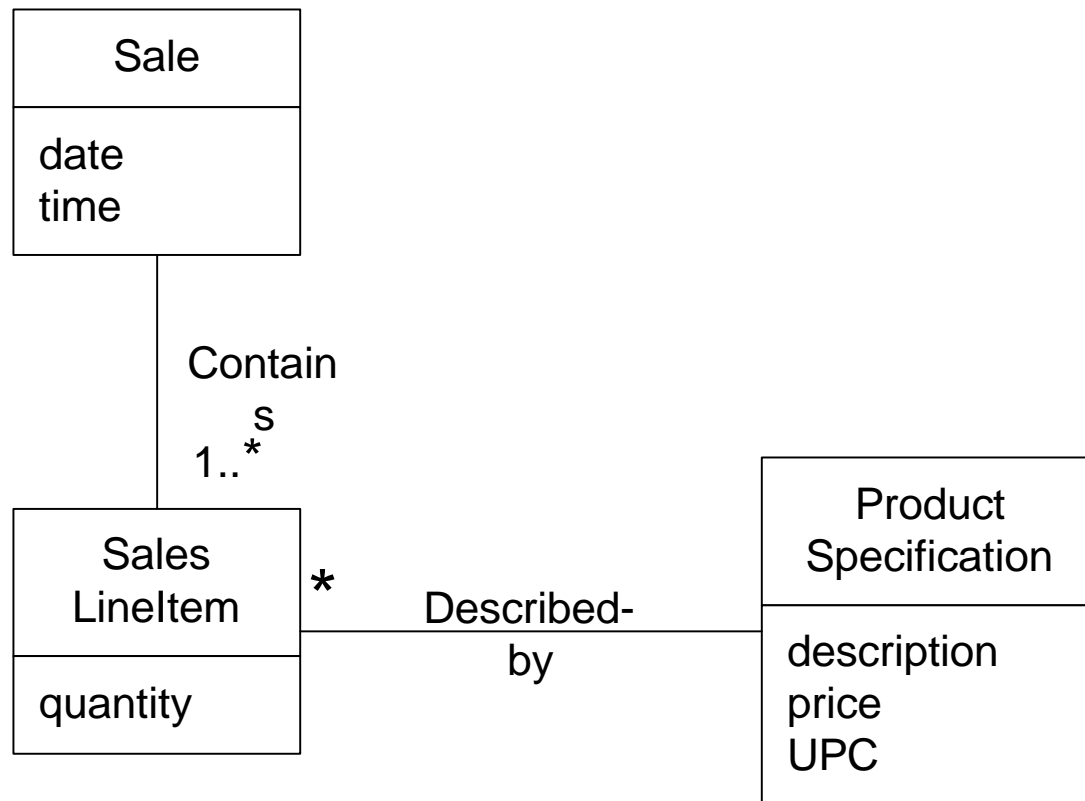 Sale
date
time
Contain
s
1..*
Sales
LineItem
*
Described-
by
quantity
Product
Specification
description
price
UPC